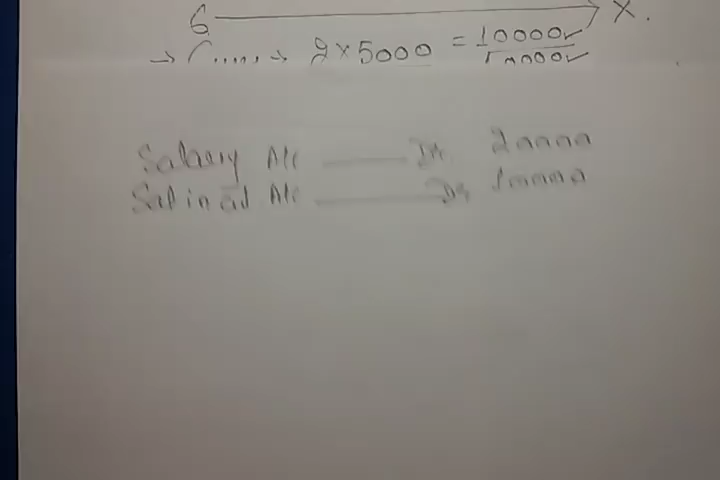 6 X.
→ (.....→ 2×5000 = 10000
Salary A/c Dr. 20000
Sal in ad A/c Dr 10000